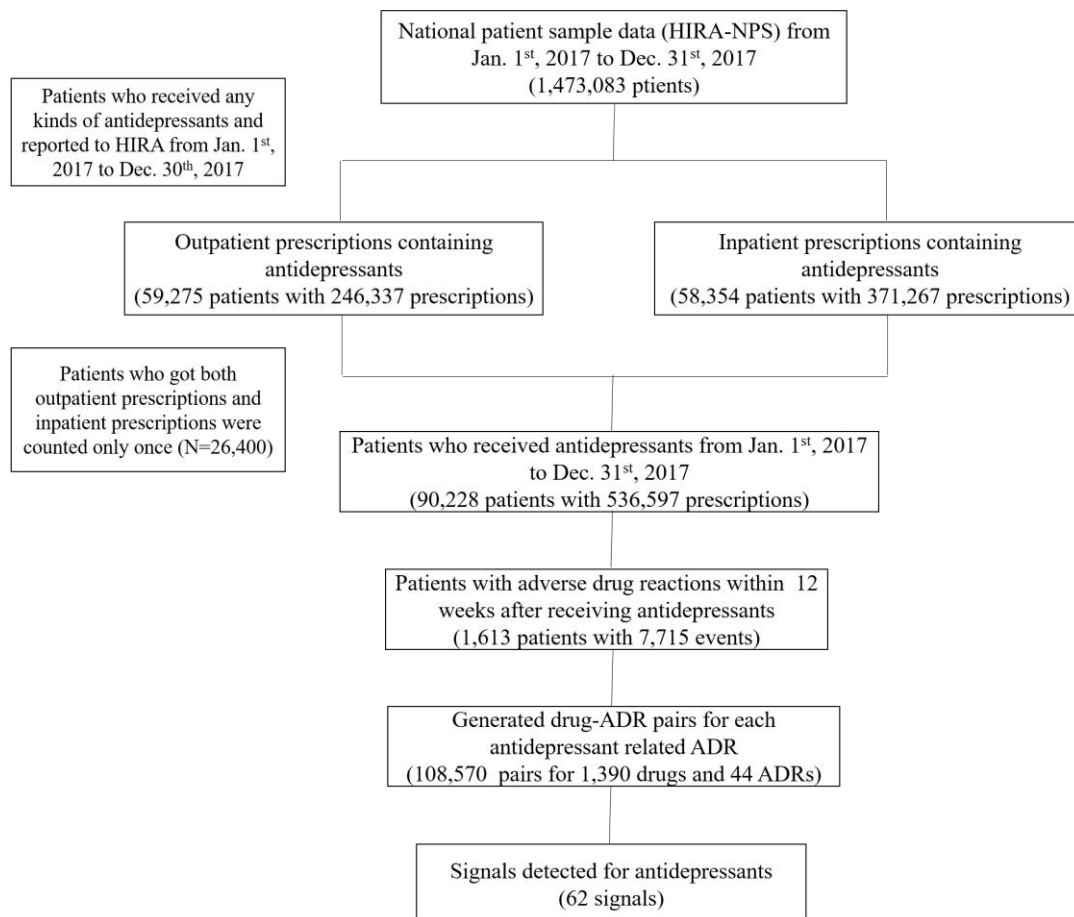 National patient sample data (HIRA-NPS) from
Jan. 1st, 2017 to Dec. 31st, 2017
(1,473,083 ptients)
Patients who received any
kinds of antidepressants and
reported to HIRA from Jan. 1st,
2017 to Dec. 30th, 2017
Outpatient prescriptions containing
antidepressants
(59,275 patients with 246,337 prescriptions)
Inpatient prescriptions containing
antidepressants
(58,354 patients with 371,267 prescriptions)
Patients who got both
outpatient prescriptions and
inpatient prescriptions were
counted only once (N=26,400)
Patients who received antidepressants from Jan. 1st, 2017
to Dec. 31st, 2017
(90,228 patients with 536,597 prescriptions)
Patients with adverse drug reactions within 12
weeks after receiving antidepressants
(1,613 patients with 7,715 events)
Generated drug-ADR pairs for each
antidepressant related ADR
(108,570 pairs for 1,390 drugs and 44 ADRs)
Signals detected for antidepressants
(62 signals)